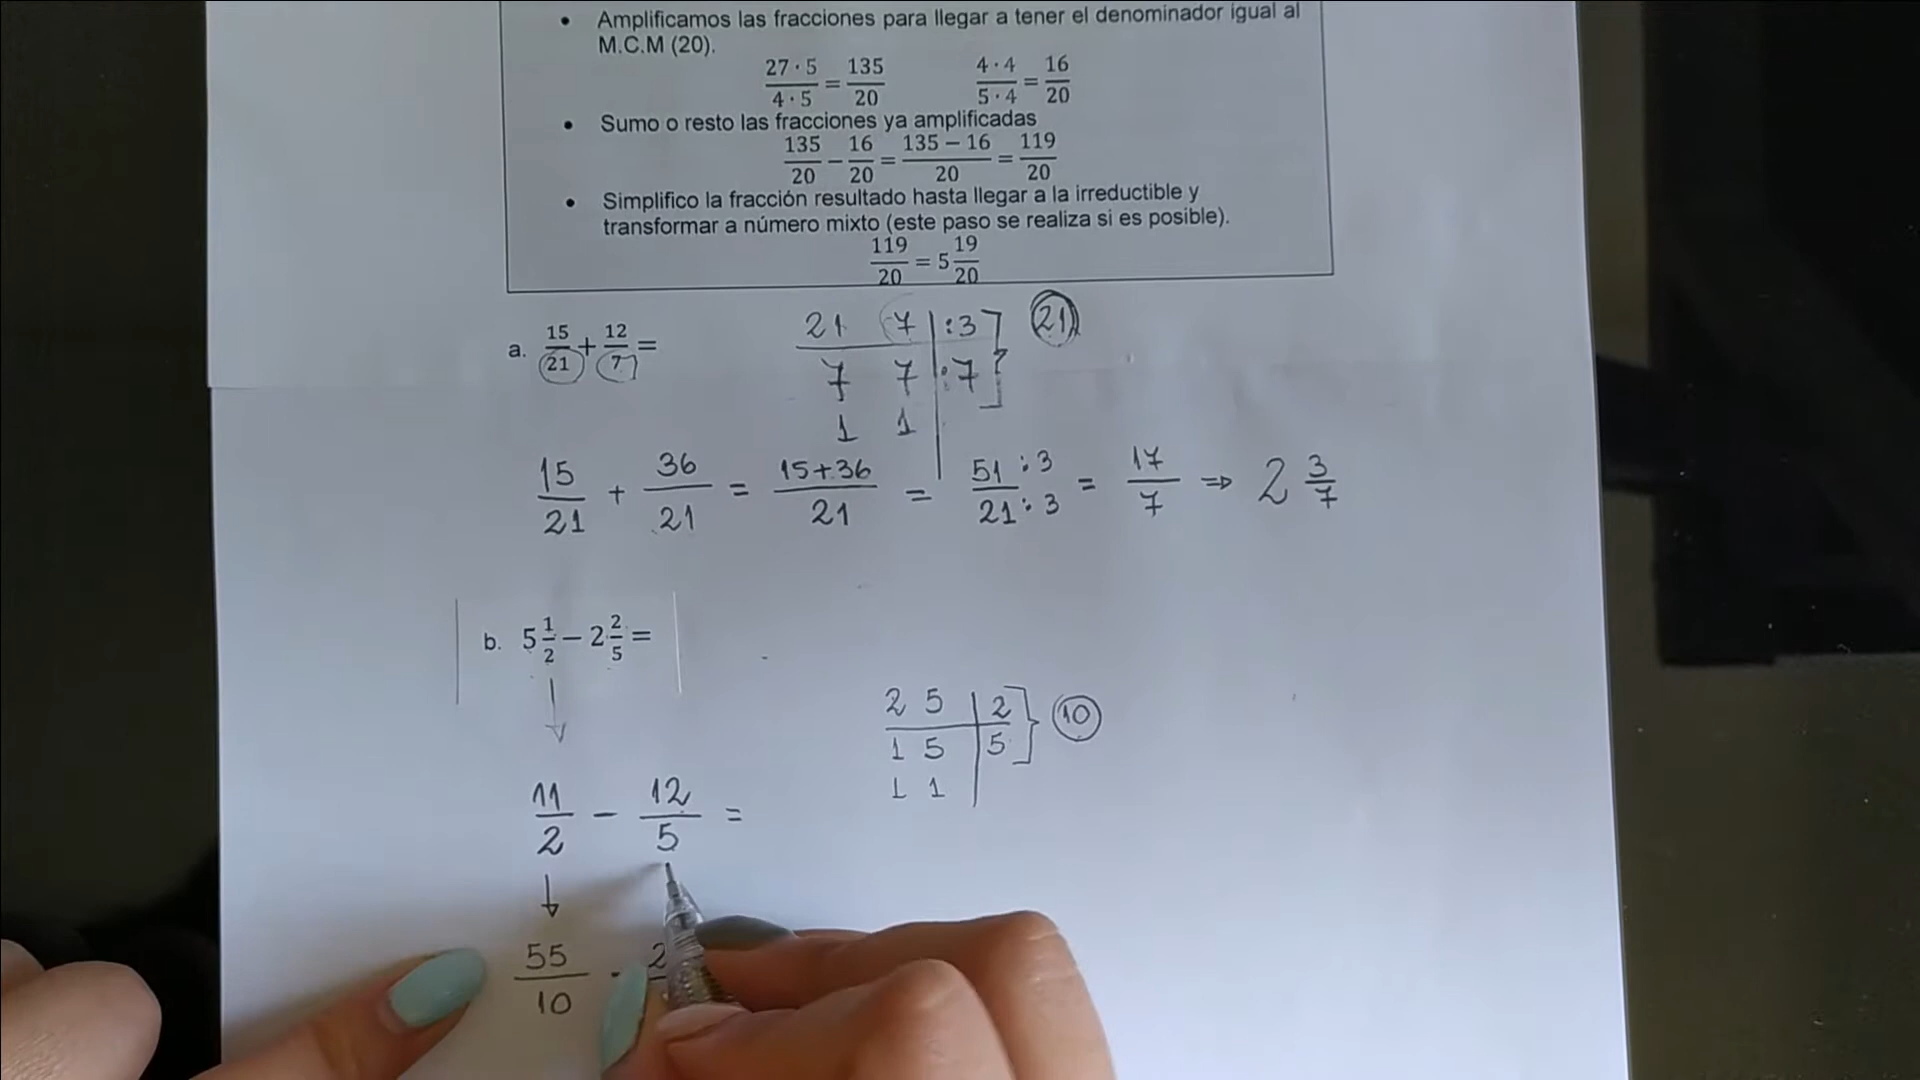 • Amplificamos las fracciones para llegar a tener el denominador igual al
M.C.M (20).
27 · 5 / 4 · 5 = 135 / 20    4 · 4 / 5 · 4 = 16 / 20
• Sumo o resto las fracciones ya amplificadas
135 / 20 − 16 / 20 = 135 − 16 / 20 = 119 / 20
• Simplifico la fracción resultado hasta llegar a la irreductible y
transformar a número mixto (este paso se realiza si es posible).
119 / 20 = 5 19 / 20
a. 15 / 21 + 12 / 7 =
21 7 | :3 ] 21
7 7 | :7
1 1
15 / 21 + 36 / 21 = 15+36 / 21 = 51 :3 / 21 :3 = 17 / 7 ⇒ 2 3 / 7
b. 5 1 / 2 − 2 2 / 5 =
2 5 | 2 } 10
1 5 | 5
1 1
11 / 2 − 12 / 5 =
55 / 10 - 2